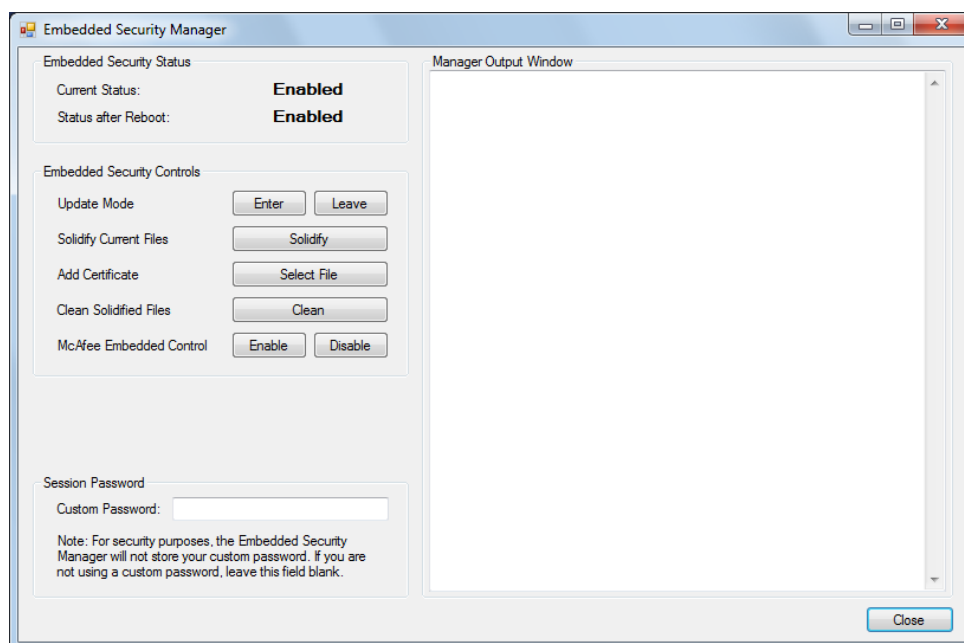 Embedded Security Manager
Embedded Security Status
Current Status: Enabled
Status after Reboot: Enabled
Embedded Security Controls
Update Mode Enter Leave
Solidify Current Files Solidify
Add Certificate Select File
Clean Solidified Files Clean
McAfee Embedded Control Enable Disable
Session Password
Custom Password:
Note: For security purposes, the Embedded Security
Manager will not store your custom password. If you are
not using a custom password, leave this field blank.
Manager Output Window
Close